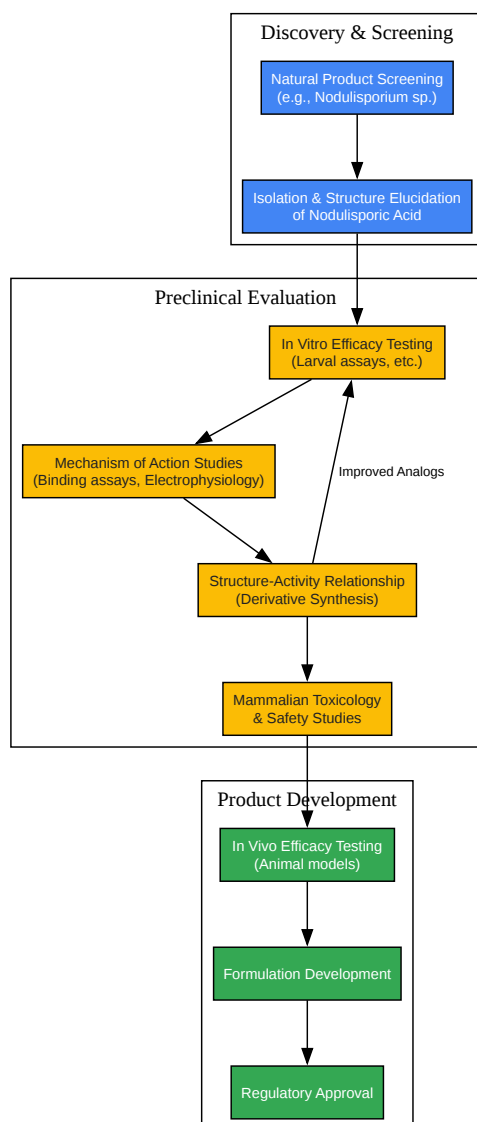 Discovery & Screening
Natural Product Screening
(e.g., Nodulisporium sp.)
Isolation & Structure Elucidation
of Nodulisporic Acid
Preclinical Evaluation
In Vitro Efficacy Testing
(Larval assays, etc.)
Mechanism of Action Studies
(Binding assays, Electrophysiology)
Improved Analogs
Structure-Activity Relationship
(Derivative Synthesis)
Mammalian Toxicology
& Safety Studies
Product Development
In Vivo Efficacy Testing
(Animal models)
Formulation Development
Regulatory Approval